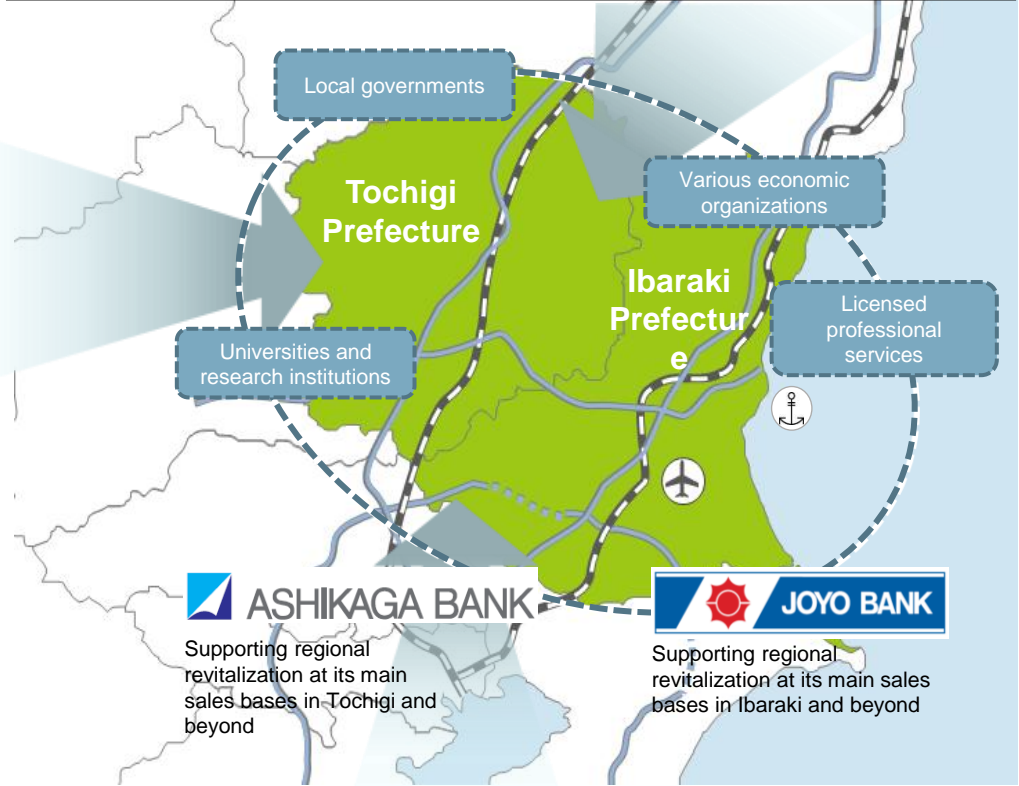 Local governments
Various economic
organizations
Tochigi
Prefecture
Ibaraki
Prefectur
e
Licensed
professional
services
Universities and
research institutions
ASHIKAGA BANK
Supporting regional
revitalization at its main
sales bases in Tochigi and
beyond
JOYO BANK
Supporting regional
revitalization at its main sales
bases in Ibaraki and beyond